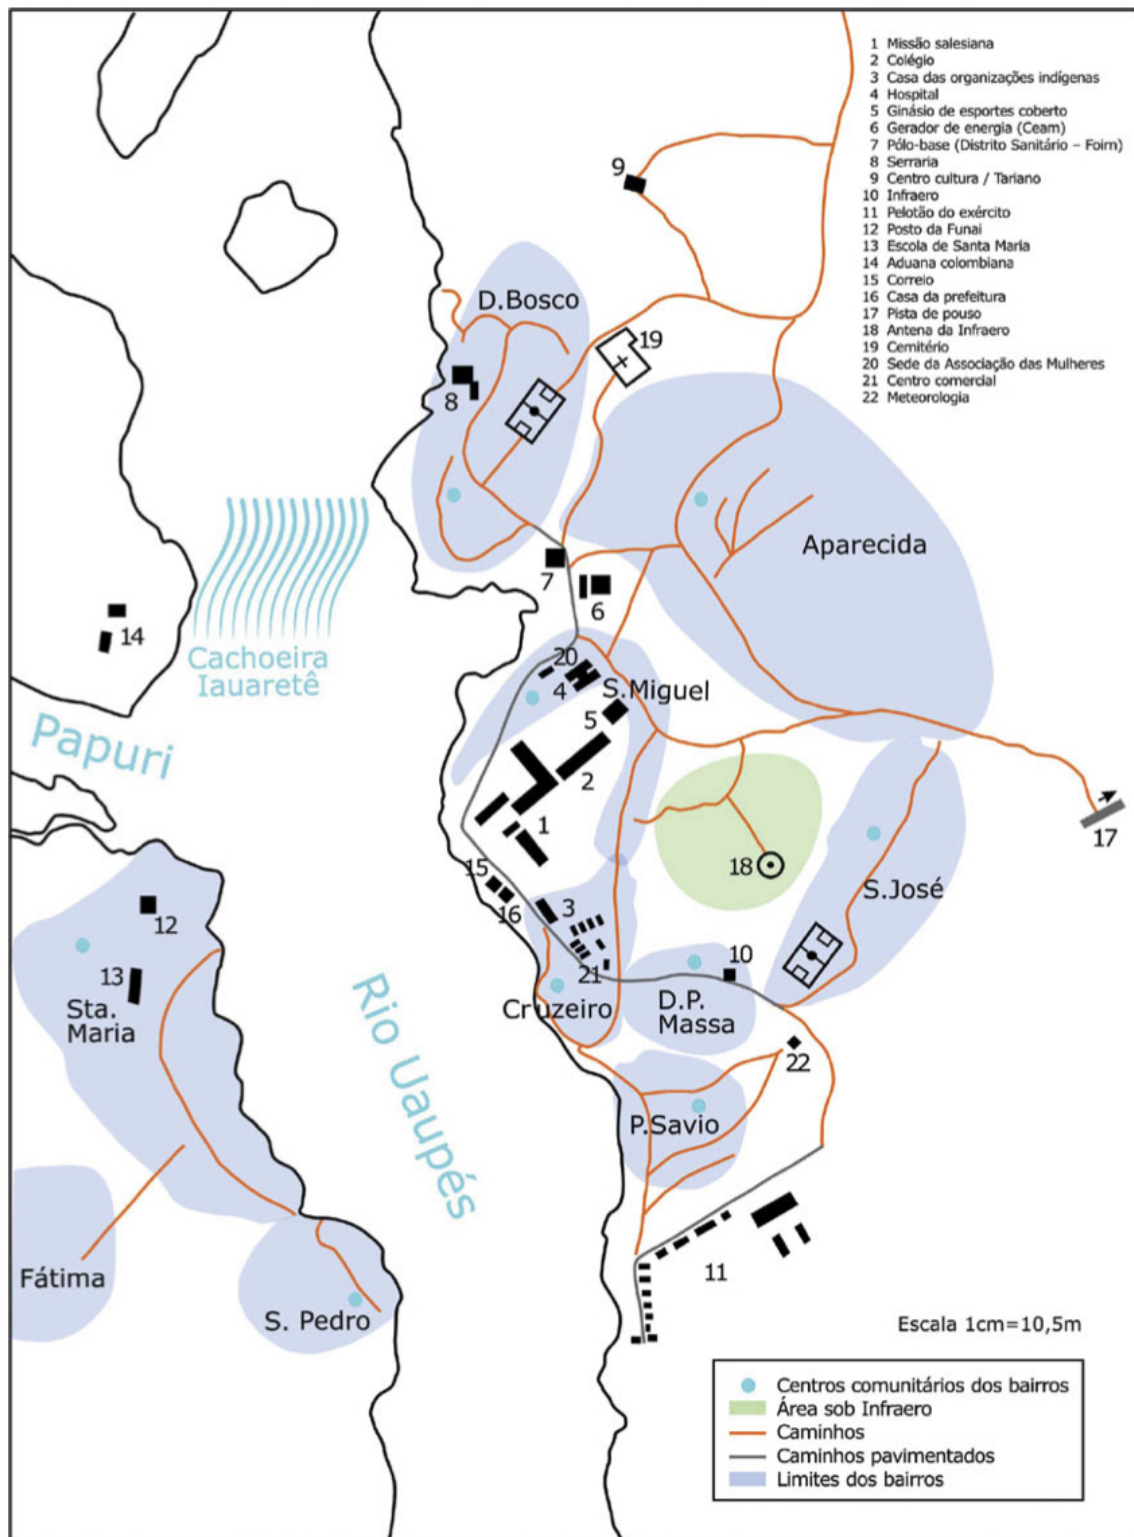 1 Missão salesiana
2 Colégio
3 Casa das organizações indígenas
4 Hospital
5 Ginásio de esportes coberto
6 Gerador de energia (Ceam)
7 Pólo-base (Distrito Sanitário – Foirn)
8 Serraria
9 Centro cultura / Tariano
10 Infraero
11 Pelotão do exército
12 Posto da Funai
13 Escola de Santa Maria
14 Aduana colombiana
15 Correio
16 Casa da prefeitura
17 Pista de pouso
18 Antena da Infraero
19 Cemitério
20 Sede da Associação das Mulheres
21 Centro comercial
22 Meteorologia
9
D.Bosco
19
8
Aparecida
7
6
14
Cachoeira
Iauaretê
20
4
S.Miguel
5
Papuri
2
1
17
18
15
16
3
S.José
12
13
10
21
Sta.
Maria
Cruzeiro
D.P.
Massa
Rio Uaupés
22
P.Savio
11
Fátima
S. Pedro
Escala 1cm=10,5m
Centros comunitários dos bairros
Área sob Infraero
Caminhos
Caminhos pavimentados
Limites dos bairros